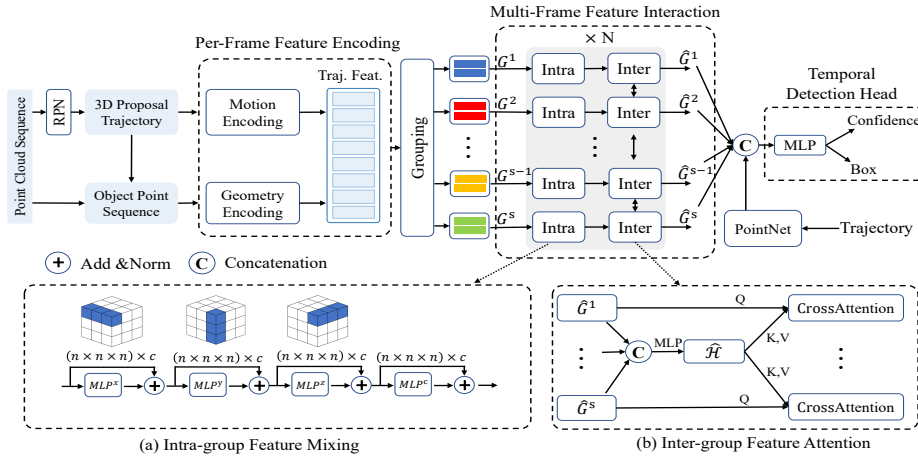 Multi-Frame Feature Interaction
× N
Per-Frame Feature Encoding
Traj. Feat.
Point Cloud Sequence
RPN
3D Proposal
Trajectory
Object Point
Sequence
Motion
Encoding
Geometry
Encoding
Grouping
G¹
Intra
Inter
Ĝ¹
G²
Intra
Inter
Ĝ²
Gˢ⁻¹
Intra
Inter
Ĝˢ⁻¹
Gˢ
Intra
Inter
Ĝˢ
C
Temporal
Detection Head
MLP
Confidence
Box
PointNet
Trajectory
+ Add &Norm
C Concatenation
(n × n × n) × c
(n × n × n) × c
(n × n × n) × c
(n × n × n) × c
MLPˣ
+
MLPʸ
+
MLPᶻ
+
MLPᶜ
+
(a) Intra-group Feature Mixing
Ĝ¹
Q
CrossAttention
C
MLP
Ĥ
K,V
K,V
Ĝˢ
Q
CrossAttention
(b) Inter-group Feature Attention